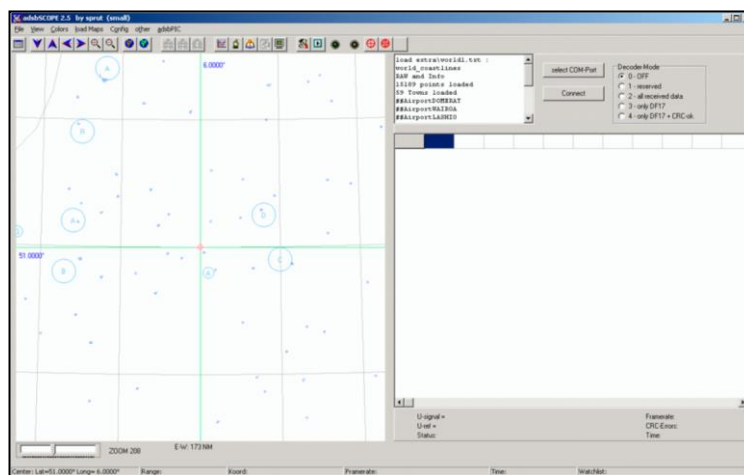 adsbSCOPE 2.5 by sprut (small)
File View Colors load Maps Config other adsbPIC
6.0000°
51.0000°
A
R
A
D
C
B
A
load extra\world1.txt :
world_coastlines
RAW and Info
15189 points loaded
59 Towns loaded
##AirportDOMERAT
##AirportWAIROA
##AirportLASHIO
select COM-Port
Connect
Decoder-Mode
0 - OFF
1 - reserved
2 - all received data
3 - only DF17
4 - only DF17 + CRC-ok
U-signal =
U-ref =
Status:
Framerate:
CRC-Errors:
Time:
ZOOM 208
E-W: 173 NM
Center: Lat=51.0000° Long= 6.0000°
Range:
Koord:
Framerate:
Time:
Watchlist: